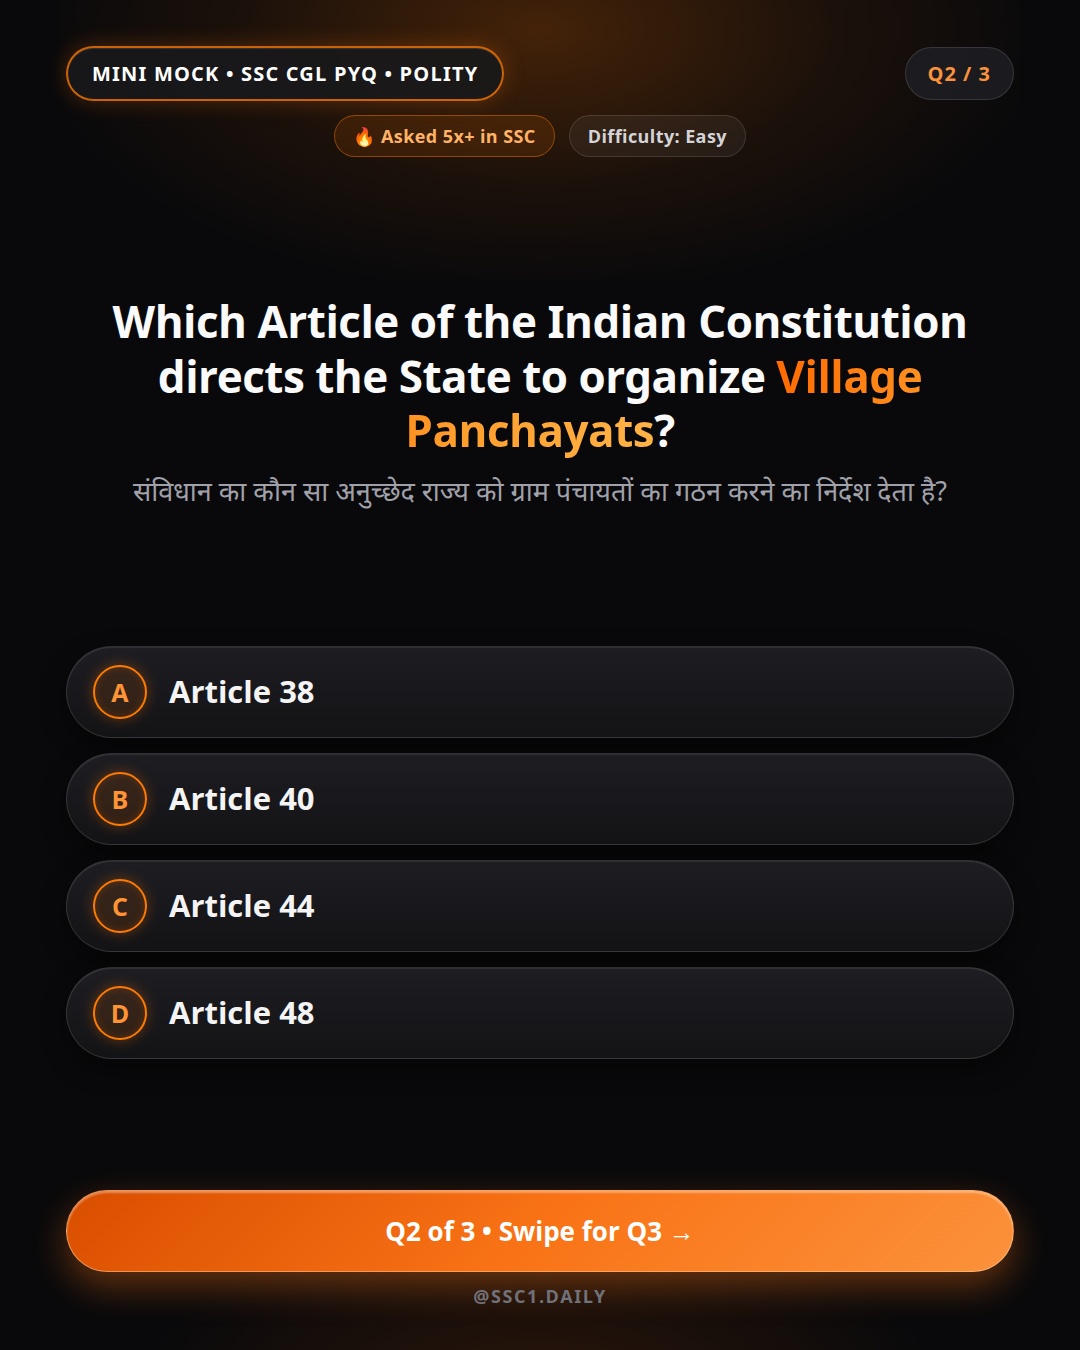 MINI MOCK • SSC CGL PYQ • POLITY
Q2 / 3
🔥 Asked 5x+ in SSC
Difficulty: Easy
Which Article of the Indian Constitution
directs the State to organize Village
Panchayats?
संविधान का कौन सा अनुच्छेद राज्य को ग्राम पंचायतों का गठन करने का निर्देश देता है?
A Article 38
B Article 40
C Article 44
D Article 48
Q2 of 3 • Swipe for Q3 →
@SSC1.DAILY